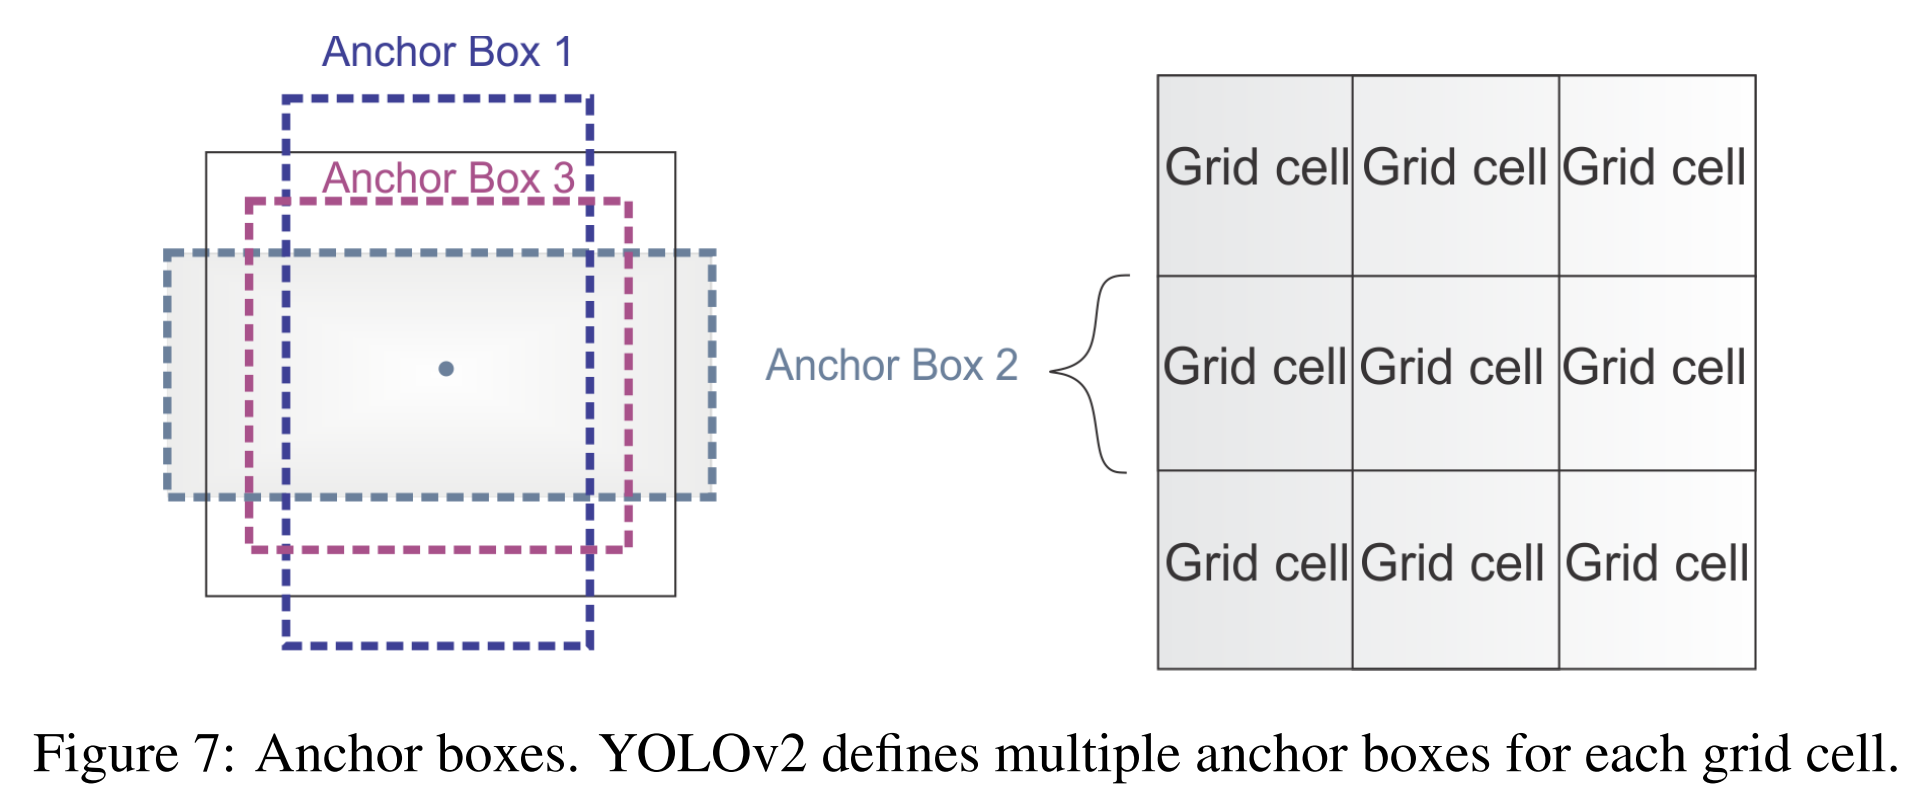 Anchor Box 1
Anchor Box 3
Anchor Box 2
Grid cell Grid cell Grid cell
Grid cell Grid cell Grid cell
Grid cell Grid cell Grid cell
Figure 7: Anchor boxes. YOLOv2 defines multiple anchor boxes for each grid cell.